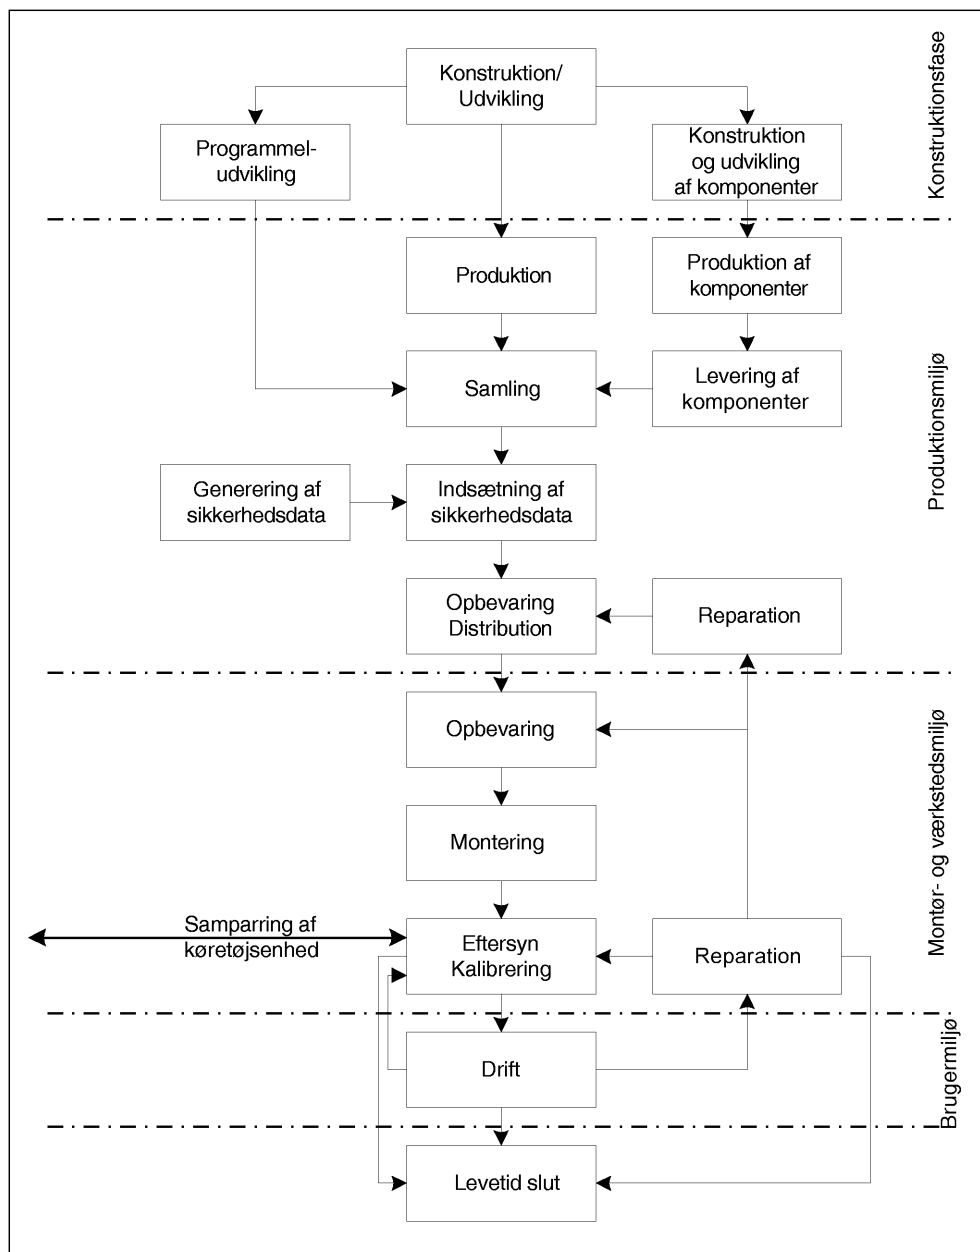 Konstruktion/
Udvikling
Programmel-
udvikling
Konstruktion
og udvikling
af komponenter
Konstruktionsfase
Produktion
Produktion af
komponenter
Samling
Levering af
komponenter
Produktionsmiljø
Generering af
sikkerhedsdata
Indsætning af
sikkerhedsdata
Opbevaring
Distribution
Reparation
Opbevaring
Montering
Montør- og værkstedsmiljø
Samparring af
køretøjsenhed
Eftersyn
Kalibrering
Reparation
Drift
Brugermiljø
Levetid slut